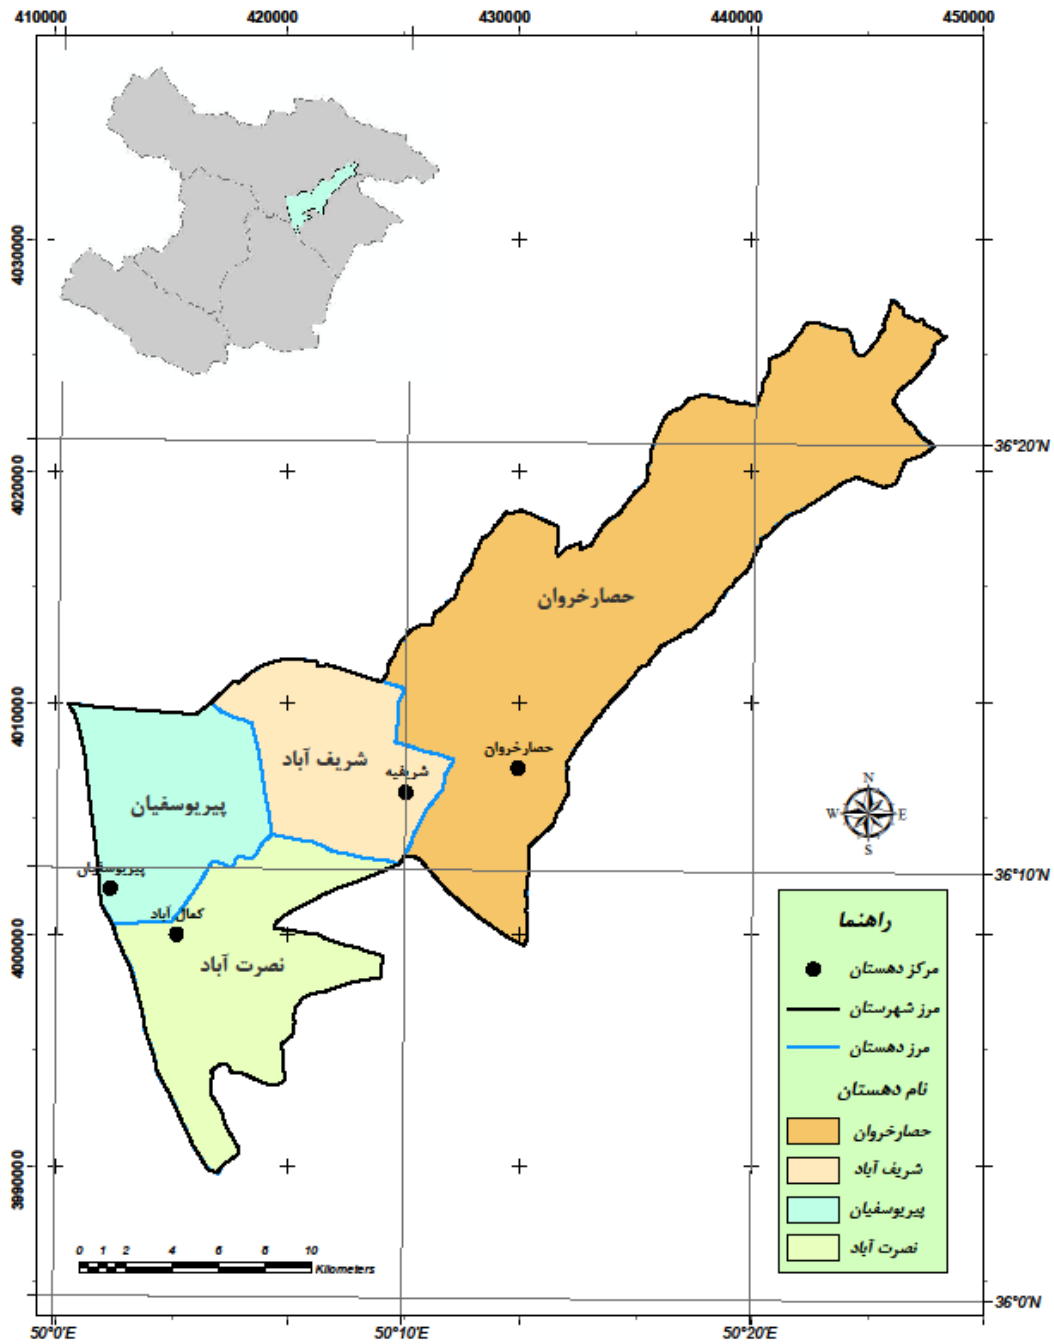 410000 420000 430000 440000 450000
4030000
36°20'N
4020000
حصارخروان
4010000
حصارخروان
شریف آباد
شریفیه
پیریوسفیان
N
W E
S
پیریوسفیان
36°10'N
کمال آباد
4000000
نصرت آباد
راهنما
مرکز دهستان
مرز شهرستان
مرز دهستان
نام دهستان
حصارخروان
شریف آباد
پیریوسفیان
نصرت آباد
3990000
0 1 2 4 6 8 10
Kilometers
36°0'N
50°0'E 50°10'E 50°20'E